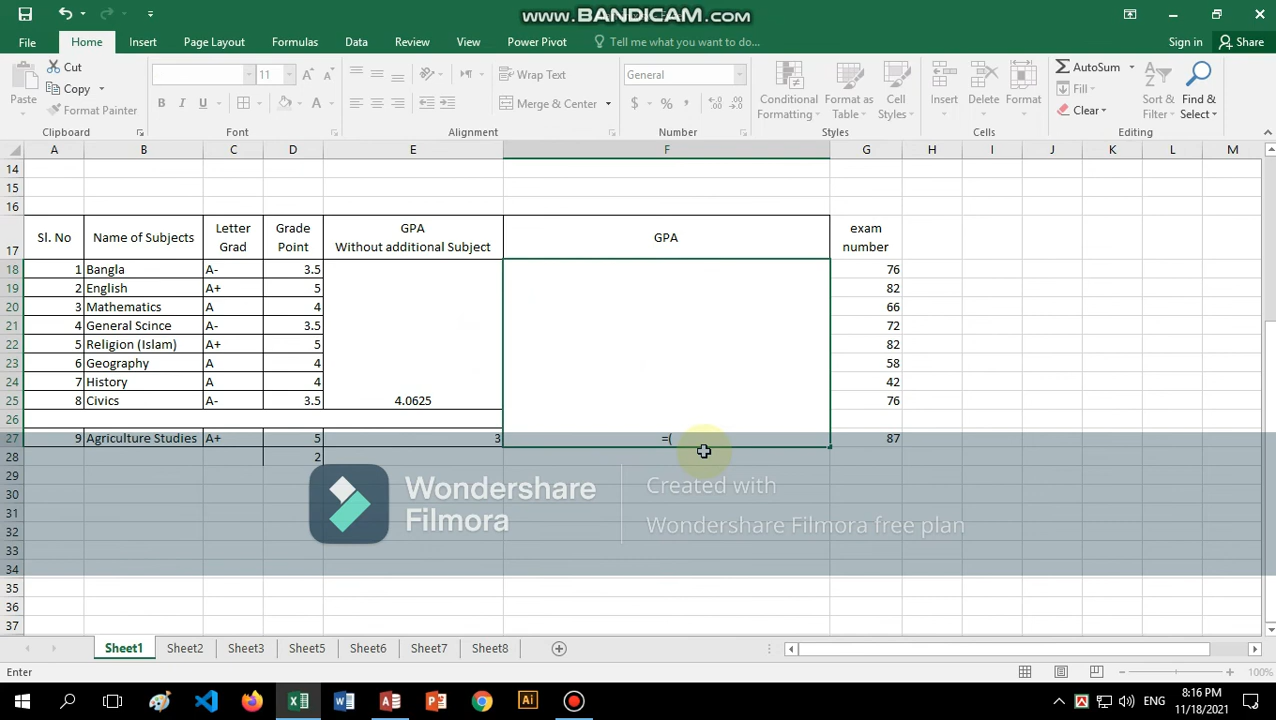 www.BANDICAM.com
File Home Insert Page Layout Formulas Data Review View Power Pivot Tell me what you want to do... Sign in Share
Paste Cut Copy Format Painter
11
B I U A
Wrap Text
Merge & Center
General
$ % ,
Conditional Formatting Format as Table Cell Styles Insert Delete Format
AutoSum Fill Clear Sort & Filter Find & Select
Clipboard Font Alignment Number Styles Cells Editing
A B C D E F G H I J K L M
14
15
16
17 Sl. No Name of Subjects Letter Grad Grade Point GPA Without additional Subject GPA exam number
18 1 Bangla A- 3.5 76
19 2 English A+ 5 82
20 3 Mathematics A 4 66
21 4 General Scince A- 3.5 72
22 5 Religion (Islam) A+ 5 82
23 6 Geography A 4 58
24 7 History A 4 42
25 8 Civics A- 3.5 4.0625 76
26
27 9 Agriculture Studies A+ 5 3 =( 87
28 2
29
30
31
32
33
34
35
36
37
Wondershare Filmora
Created with
Wondershare Filmora free plan
Sheet1 Sheet2 Sheet3 Sheet5 Sheet6 Sheet7 Sheet8
Enter 100%
Ai ENG 8:16 PM
11/18/2021